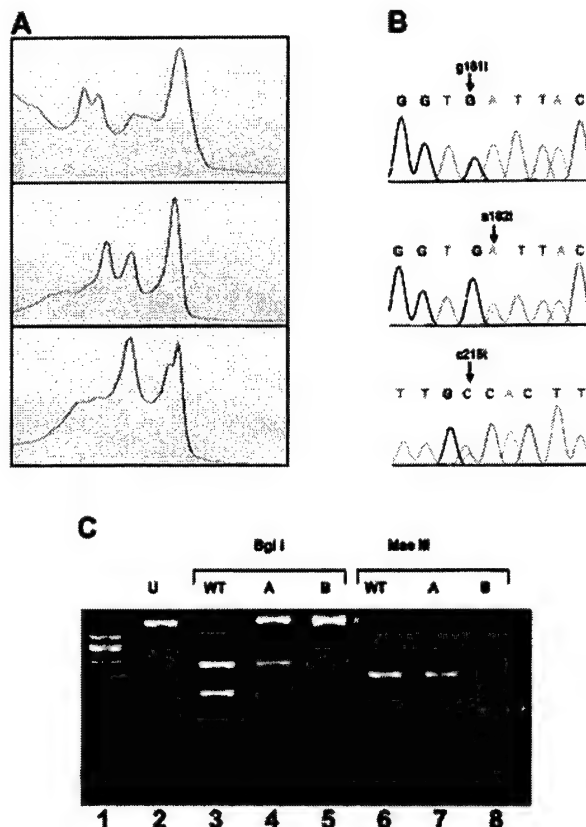 A
B
g181t
G G T G A T T A C
a182t
G G T G A T T A C
c215t
T T G C C A C T T
C
Bgl I
Mae III
U WT A B WT A B
*
1 2 3 4 5 6 7 8